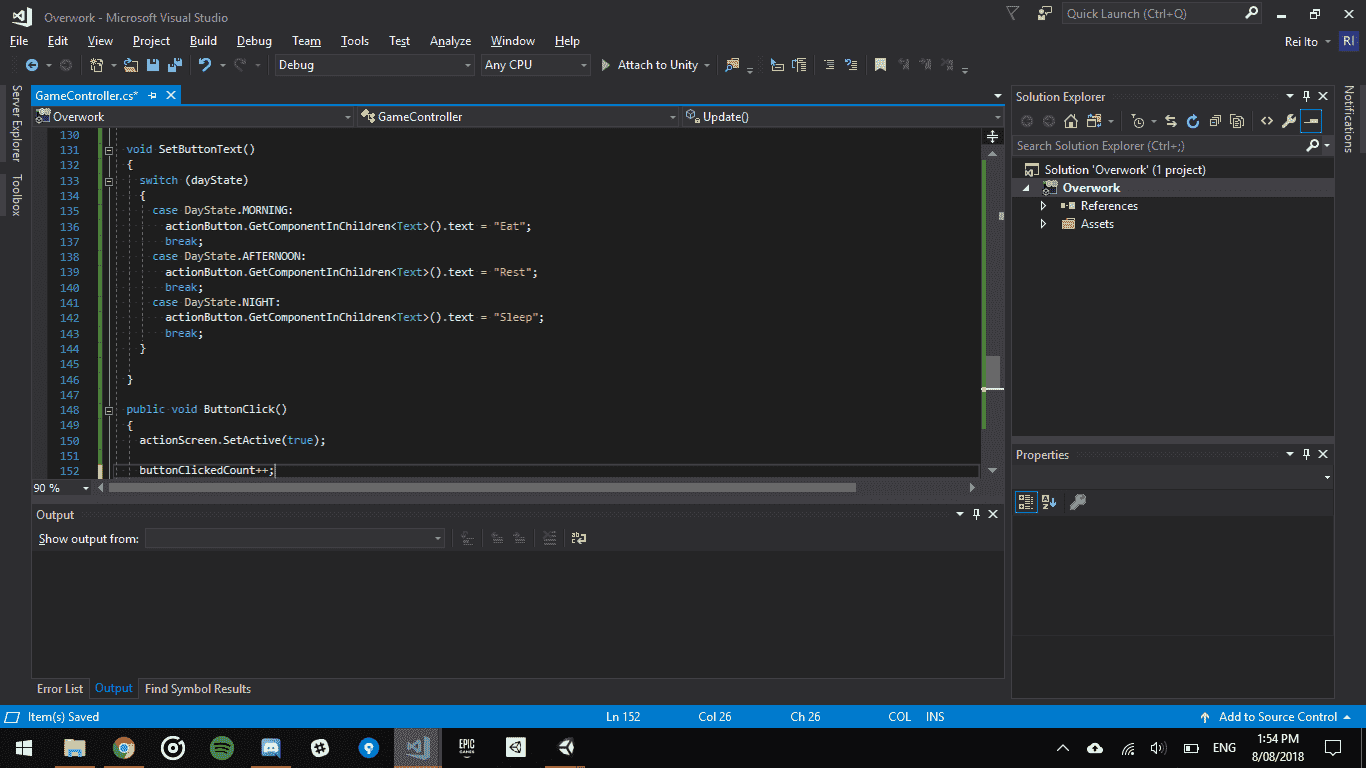 Overwork - Microsoft Visual Studio
Quick Launch (Ctrl+Q)
File Edit View Project Build Debug Team Tools Test Analyze Window Help
Rei Ito RI
Debug Any CPU Attach to Unity
Server Explorer
Toolbox
Notifications
GameController.cs*
Overwork GameController Update()
130
131 void SetButtonText()
132 {
133 switch (dayState)
134 {
135 case DayState.MORNING:
136 actionButton.GetComponentInChildren<Text>().text = "Eat";
137 break;
138 case DayState.AFTERNOON:
139 actionButton.GetComponentInChildren<Text>().text = "Rest";
140 break;
141 case DayState.NIGHT:
142 actionButton.GetComponentInChildren<Text>().text = "Sleep";
143 break;
144 }
145
146 }
147
148 public void ButtonClick()
149 {
150 actionScreen.SetActive(true);
151
152 buttonClickedCount++;
90 %
Output
Show output from:
Error List Output Find Symbol Results
Solution Explorer
Search Solution Explorer (Ctrl+;)
Solution 'Overwork' (1 project)
Overwork
References
Assets
Properties
Item(s) Saved Ln 152 Col 26 Ch 26 COL INS Add to Source Control
EPIC GAMES
ENG
1:54 PM
8/08/2018